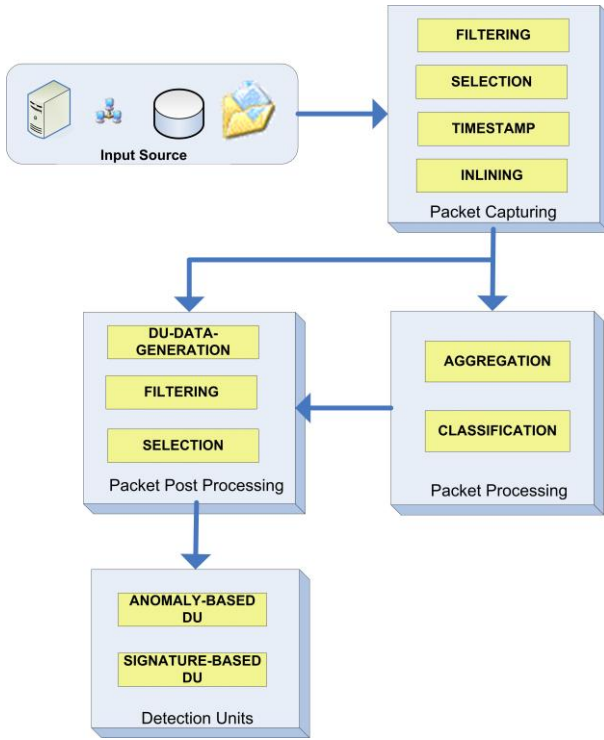 Input Source
FILTERING
SELECTION
TIMESTAMP
INLINING
Packet Capturing
DU-DATA-
GENERATION
FILTERING
SELECTION
Packet Post Processing
AGGREGATION
CLASSIFICATION
Packet Processing
ANOMALY-BASED
DU
SIGNATURE-BASED
DU
Detection Units